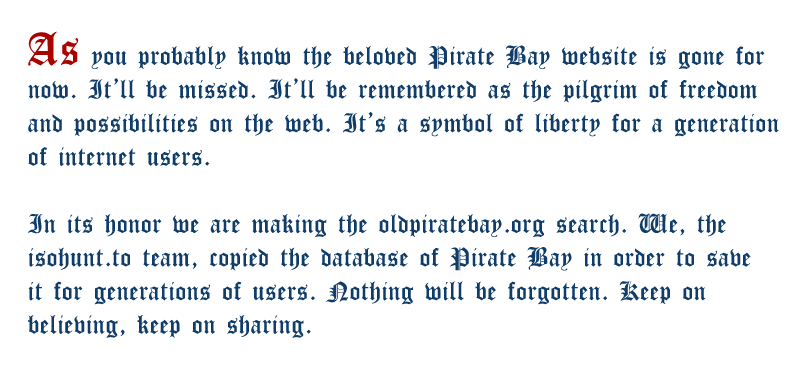 As you probably know the beloved Pirate Bay website is gone for
now. It'll be missed. It'll be remembered as the pilgrim of freedom
and possibilities on the web. It's a symbol of liberty for a generation
of internet users.
In its honor we are making the oldpiratebay.org search. We, the
isohunt.to team, copied the database of Pirate Bay in order to save
it for generations of users. Nothing will be forgotten. Keep on
believing, keep on sharing.